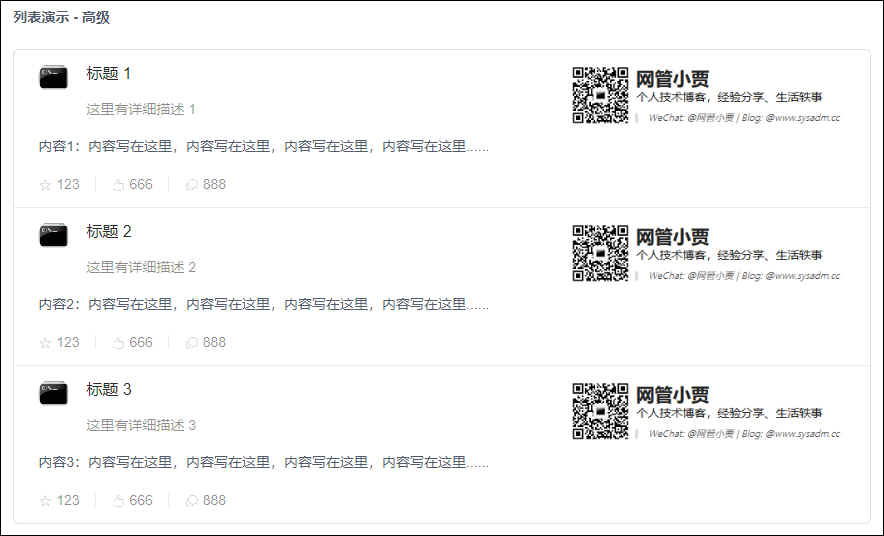 列表演示 - 高级
标题 1
这里有详细描述 1
内容1：内容写在这里，内容写在这里，内容写在这里，内容写在这里......
123 666 888
网管小贾
个人技术博客，经验分享、生活轶事
WeChat: @网管小贾 | Blog: @www.sysadm.cc
标题 2
这里有详细描述 2
内容2：内容写在这里，内容写在这里，内容写在这里，内容写在这里......
123 666 888
网管小贾
个人技术博客，经验分享、生活轶事
WeChat: @网管小贾 | Blog: @www.sysadm.cc
标题 3
这里有详细描述 3
内容3：内容写在这里，内容写在这里，内容写在这里，内容写在这里......
123 666 888
网管小贾
个人技术博客，经验分享、生活轶事
WeChat: @网管小贾 | Blog: @www.sysadm.cc